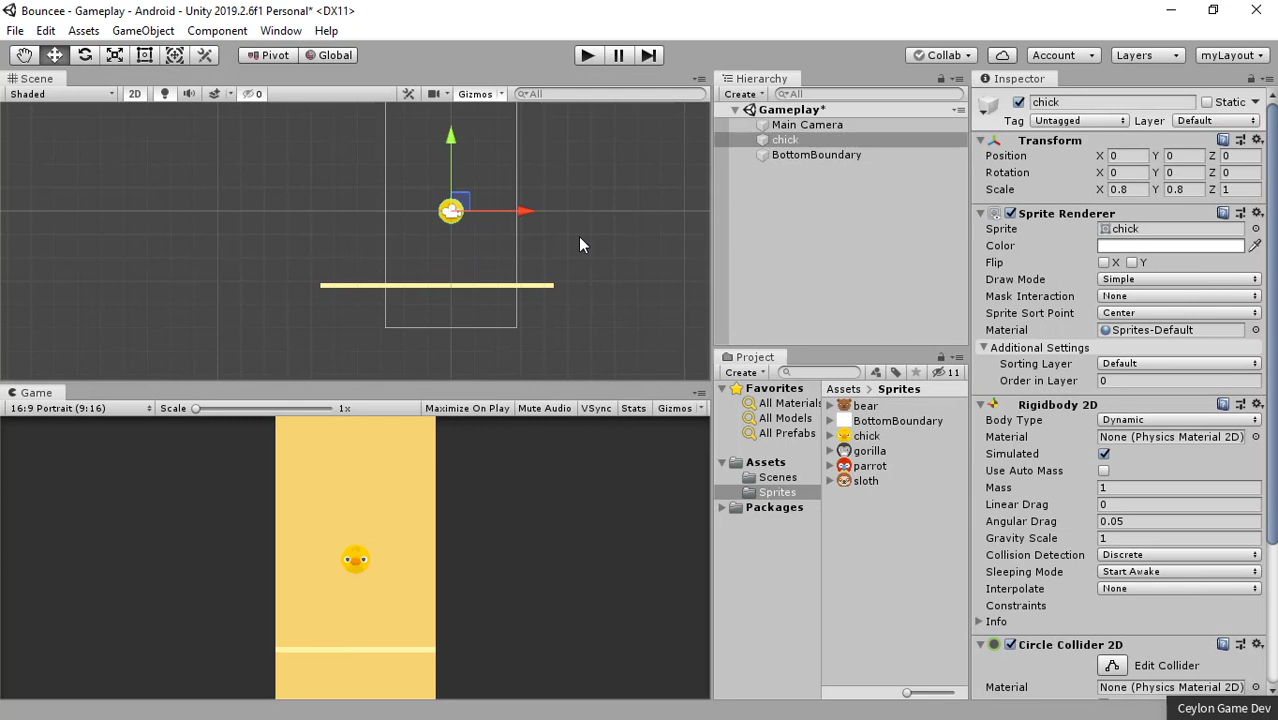 Bouncee - Gameplay - Android - Unity 2019.2.6f1 Personal* <DX11>
File Edit Assets GameObject Component Window Help
Pivot Global Collab Account Layers myLayout
Scene
Shaded 2D 0 Gizmos All
Hierarchy
Create All
Gameplay*
Main Camera
chick
BottomBoundary
Game
16:9 Portrait (9:16) Scale 1x Maximize On Play Mute Audio VSync Stats Gizmos
Project
Create 11
Favorites
All Materials
All Models
All Prefabs
Assets
Scenes
Sprites
Packages
Assets Sprites
bear
BottomBoundary
chick
gorilla
parrot
sloth
Inspector
chick Static
Tag Untagged Layer Default
Transform
Position X 0 Y 0 Z 0
Rotation X 0 Y 0 Z 0
Scale X 0.8 Y 0.8 Z 1
Sprite Renderer
Sprite chick
Color
Flip X Y
Draw Mode Simple
Mask Interaction None
Sprite Sort Point Center
Material Sprites-Default
Additional Settings
Sorting Layer Default
Order in Layer 0
Rigidbody 2D
Body Type Dynamic
Material None (Physics Material 2D)
Simulated
Use Auto Mass
Mass 1
Linear Drag 0
Angular Drag 0.05
Gravity Scale 1
Collision Detection Discrete
Sleeping Mode Start Awake
Interpolate None
Constraints
Info
Circle Collider 2D
Edit Collider
Material None (Physics Material 2D)
Ceylon Game Dev